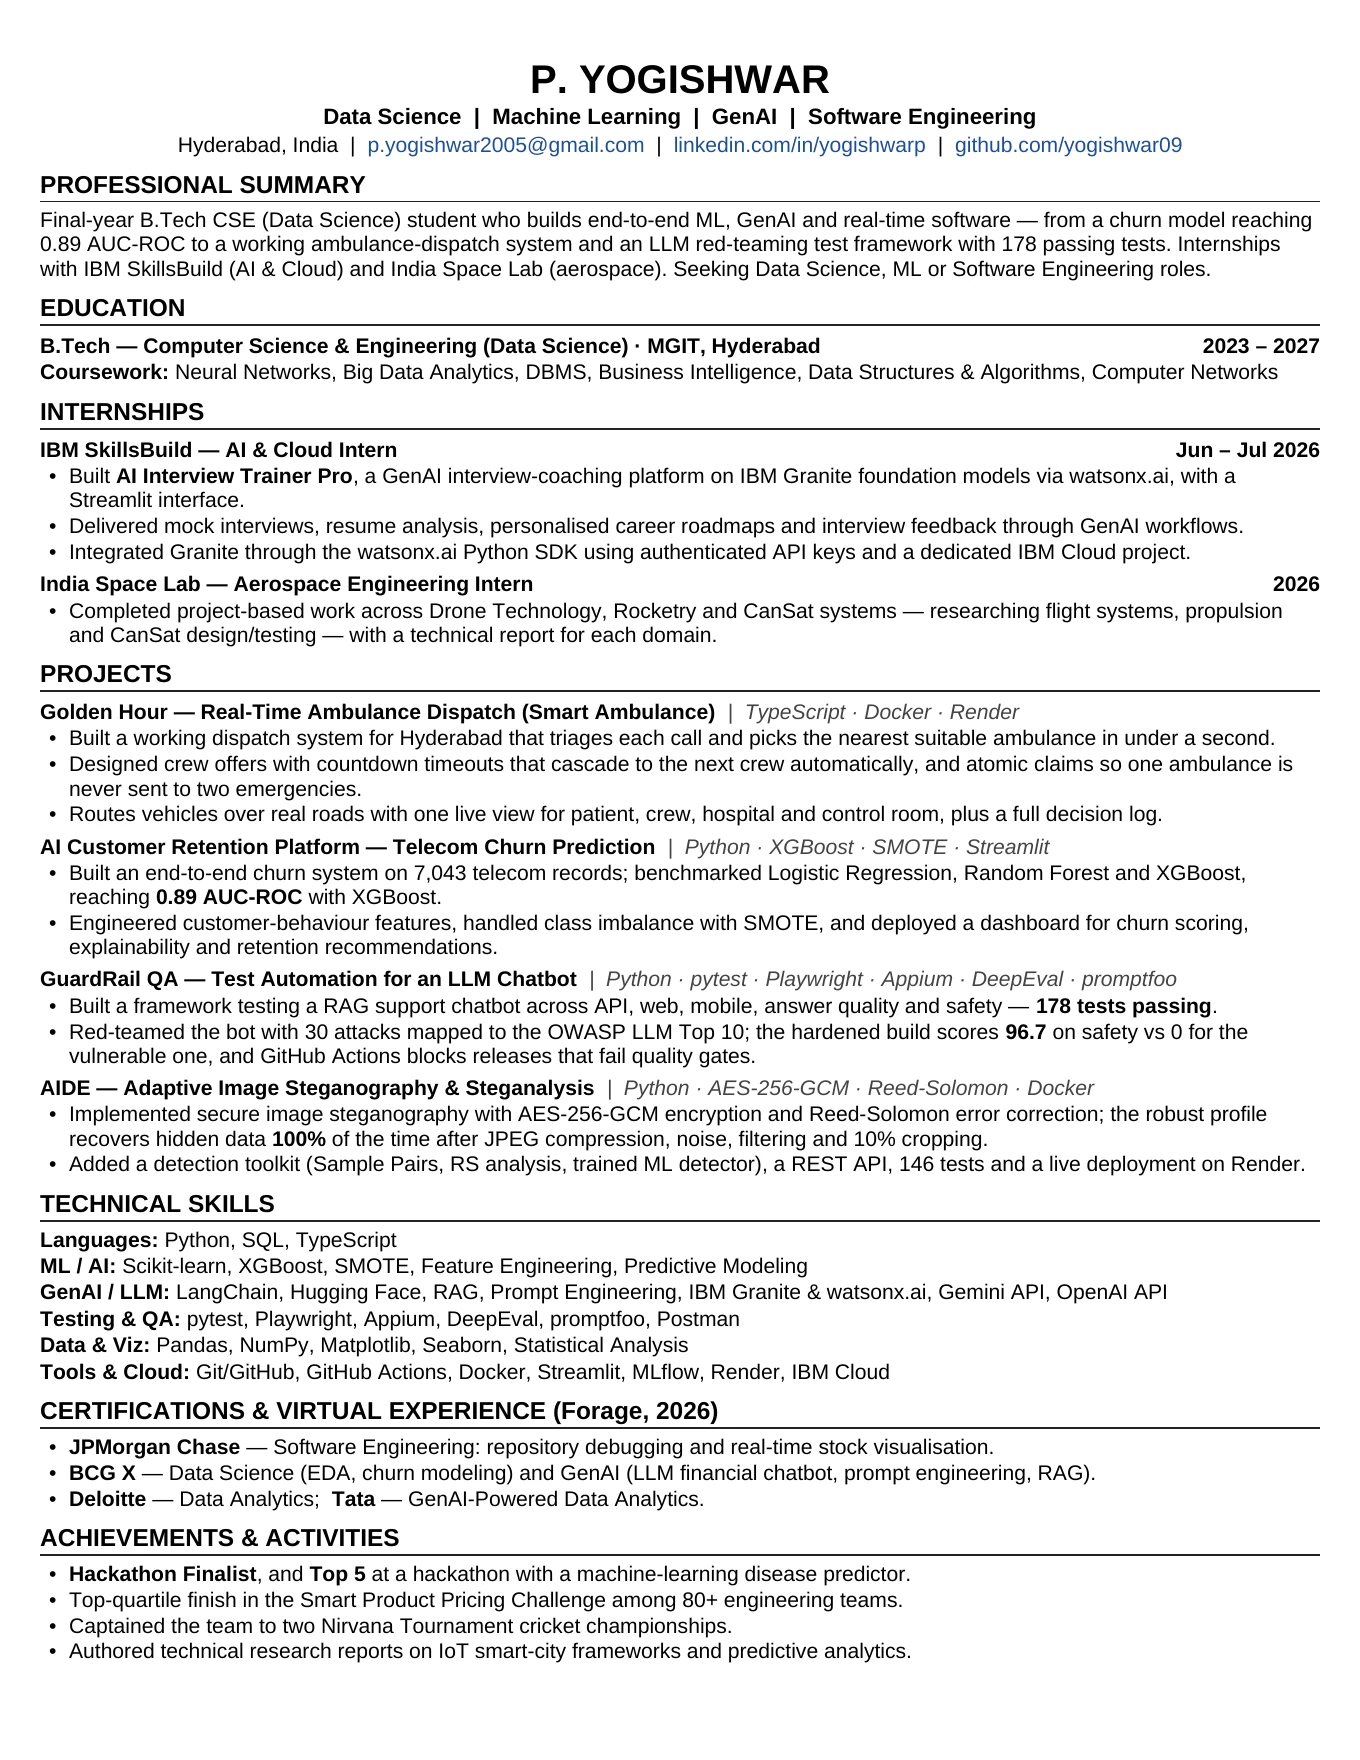 P. YOGISHWAR
Data Science | Machine Learning | GenAI | Software Engineering
Hyderabad, India | p.yogishwar2005@gmail.com | linkedin.com/in/yogishwarp | github.com/yogishwar09
PROFESSIONAL SUMMARY
Final-year B.Tech CSE (Data Science) student who builds end-to-end ML, GenAI and real-time software — from a churn model reaching
0.89 AUC-ROC to a working ambulance-dispatch system and an LLM red-teaming test framework with 178 passing tests. Internships
with IBM SkillsBuild (AI & Cloud) and India Space Lab (aerospace). Seeking Data Science, ML or Software Engineering roles.
EDUCATION
B.Tech — Computer Science & Engineering (Data Science) · MGIT, Hyderabad 2023 – 2027
Coursework: Neural Networks, Big Data Analytics, DBMS, Business Intelligence, Data Structures & Algorithms, Computer Networks
INTERNSHIPS
IBM SkillsBuild — AI & Cloud Intern Jun – Jul 2026
• Built AI Interview Trainer Pro, a GenAI interview-coaching platform on IBM Granite foundation models via watsonx.ai, with a
Streamlit interface.
• Delivered mock interviews, resume analysis, personalised career roadmaps and interview feedback through GenAI workflows.
• Integrated Granite through the watsonx.ai Python SDK using authenticated API keys and a dedicated IBM Cloud project.
India Space Lab — Aerospace Engineering Intern 2026
• Completed project-based work across Drone Technology, Rocketry and CanSat systems — researching flight systems, propulsion
and CanSat design/testing — with a technical report for each domain.
PROJECTS
Golden Hour — Real-Time Ambulance Dispatch (Smart Ambulance) | TypeScript · Docker · Render
• Built a working dispatch system for Hyderabad that triages each call and picks the nearest suitable ambulance in under a second.
• Designed crew offers with countdown timeouts that cascade to the next crew automatically, and atomic claims so one ambulance is
never sent to two emergencies.
• Routes vehicles over real roads with one live view for patient, crew, hospital and control room, plus a full decision log.
AI Customer Retention Platform — Telecom Churn Prediction | Python · XGBoost · SMOTE · Streamlit
• Built an end-to-end churn system on 7,043 telecom records; benchmarked Logistic Regression, Random Forest and XGBoost,
reaching 0.89 AUC-ROC with XGBoost.
• Engineered customer-behaviour features, handled class imbalance with SMOTE, and deployed a dashboard for churn scoring,
explainability and retention recommendations.
GuardRail QA — Test Automation for an LLM Chatbot | Python · pytest · Playwright · Appium · DeepEval · promptfoo
• Built a framework testing a RAG support chatbot across API, web, mobile, answer quality and safety — 178 tests passing.
• Red-teamed the bot with 30 attacks mapped to the OWASP LLM Top 10; the hardened build scores 96.7 on safety vs 0 for the
vulnerable one, and GitHub Actions blocks releases that fail quality gates.
AIDE — Adaptive Image Steganography & Steganalysis | Python · AES-256-GCM · Reed-Solomon · Docker
• Implemented secure image steganography with AES-256-GCM encryption and Reed-Solomon error correction; the robust profile
recovers hidden data 100% of the time after JPEG compression, noise, filtering and 10% cropping.
• Added a detection toolkit (Sample Pairs, RS analysis, trained ML detector), a REST API, 146 tests and a live deployment on Render.
TECHNICAL SKILLS
Languages: Python, SQL, TypeScript
ML / AI: Scikit-learn, XGBoost, SMOTE, Feature Engineering, Predictive Modeling
GenAI / LLM: LangChain, Hugging Face, RAG, Prompt Engineering, IBM Granite & watsonx.ai, Gemini API, OpenAI API
Testing & QA: pytest, Playwright, Appium, DeepEval, promptfoo, Postman
Data & Viz: Pandas, NumPy, Matplotlib, Seaborn, Statistical Analysis
Tools & Cloud: Git/GitHub, GitHub Actions, Docker, Streamlit, MLflow, Render, IBM Cloud
CERTIFICATIONS & VIRTUAL EXPERIENCE (Forage, 2026)
• JPMorgan Chase — Software Engineering: repository debugging and real-time stock visualisation.
• BCG X — Data Science (EDA, churn modeling) and GenAI (LLM financial chatbot, prompt engineering, RAG).
• Deloitte — Data Analytics; Tata — GenAI-Powered Data Analytics.
ACHIEVEMENTS & ACTIVITIES
• Hackathon Finalist, and Top 5 at a hackathon with a machine-learning disease predictor.
• Top-quartile finish in the Smart Product Pricing Challenge among 80+ engineering teams.
• Captained the team to two Nirvana Tournament cricket championships.
• Authored technical research reports on IoT smart-city frameworks and predictive analytics.